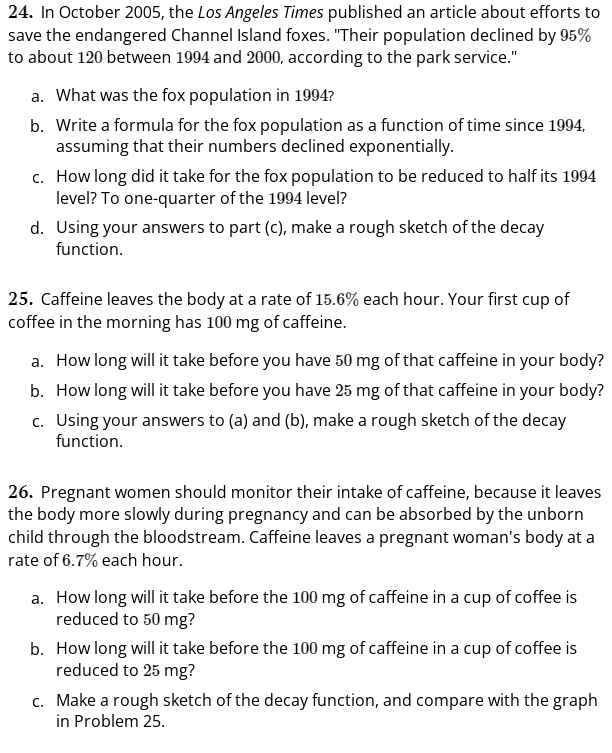 24. In October 2005, the Los Angeles Times published an article about efforts to
save the endangered Channel Island foxes. "Their population declined by 95%
to about 120 between 1994 and 2000, according to the park service."
a. What was the fox population in 1994?
b. Write a formula for the fox population as a function of time since 1994,
assuming that their numbers declined exponentially.
c. How long did it take for the fox population to be reduced to half its 1994
level? To one-quarter of the 1994 level?
d. Using your answers to part (c), make a rough sketch of the decay
function.
25. Caffeine leaves the body at a rate of 15.6% each hour. Your first cup of
coffee in the morning has 100 mg of caffeine.
a. How long will it take before you have 50 mg of that caffeine in your body?
b. How long will it take before you have 25 mg of that caffeine in your body?
c. Using your answers to (a) and (b), make a rough sketch of the decay
function.
26. Pregnant women should monitor their intake of caffeine, because it leaves
the body more slowly during pregnancy and can be absorbed by the unborn
child through the bloodstream. Caffeine leaves a pregnant woman's body at a
rate of 6.7% each hour.
a. How long will it take before the 100 mg of caffeine in a cup of coffee is
reduced to 50 mg?
b. How long will it take before the 100 mg of caffeine in a cup of coffee is
reduced to 25 mg?
c. Make a rough sketch of the decay function, and compare with the graph
in Problem 25.